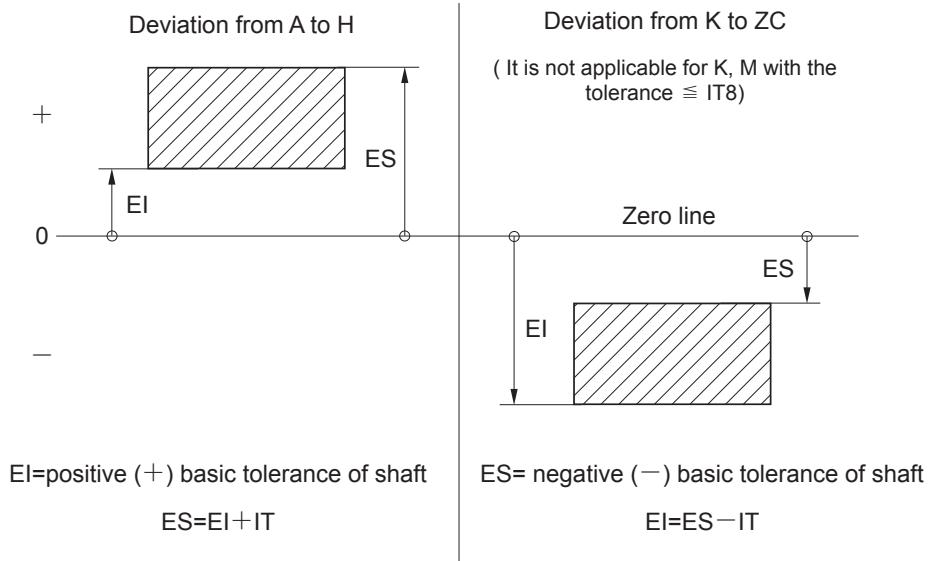 Deviation from A to H
Deviation from K to ZC
( It is not applicable for K, M with the
tolerance ≦ IT8)
+
ES
EI
0
Zero line
ES
EI
−
EI=positive (+) basic tolerance of shaft
ES=EI+IT
ES= negative (−) basic tolerance of shaft
EI=ES−IT